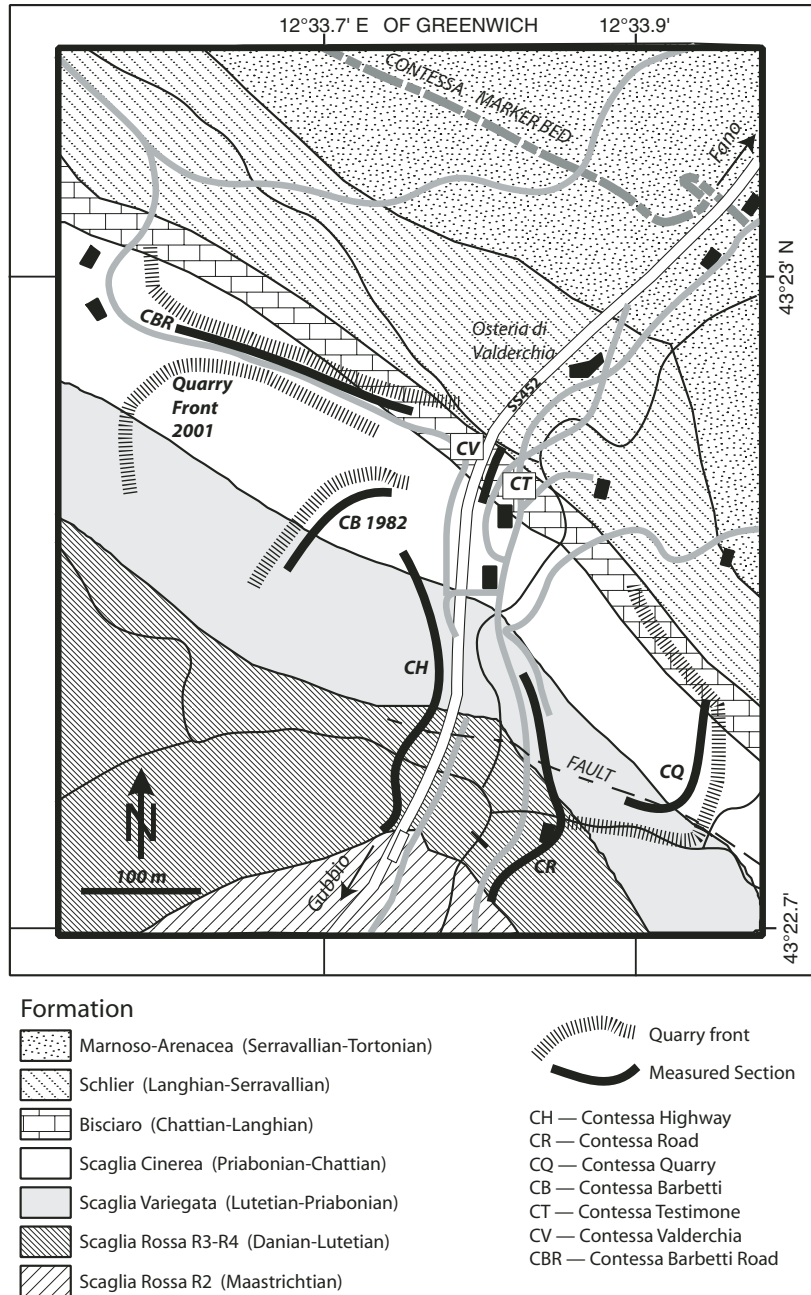 12°33.7' E OF GREENWICH 12°33.9'
CONTESSA MARKER BED
Fano
43°23' N
CBR
Osteria di
Valderchia
Quarry
Front
2001
SS452
CV
CT
CB 1982
CH
FAULT
CQ
N
100 m
Gubbio
CR
43°22.7'
Formation
Marnoso-Arenacea (Serravallian-Tortonian)
Schlier (Langhian-Serravallian)
Bisciaro (Chattian-Langhian)
Scaglia Cinerea (Priabonian-Chattian)
Scaglia Variegata (Lutetian-Priabonian)
Scaglia Rossa R3-R4 (Danian-Lutetian)
Scaglia Rossa R2 (Maastrichtian)
Quarry front
Measured Section
CH — Contessa Highway
CR — Contessa Road
CQ — Contessa Quarry
CB — Contessa Barbetti
CT — Contessa Testimone
CV — Contessa Valderchia
CBR — Contessa Barbetti Road